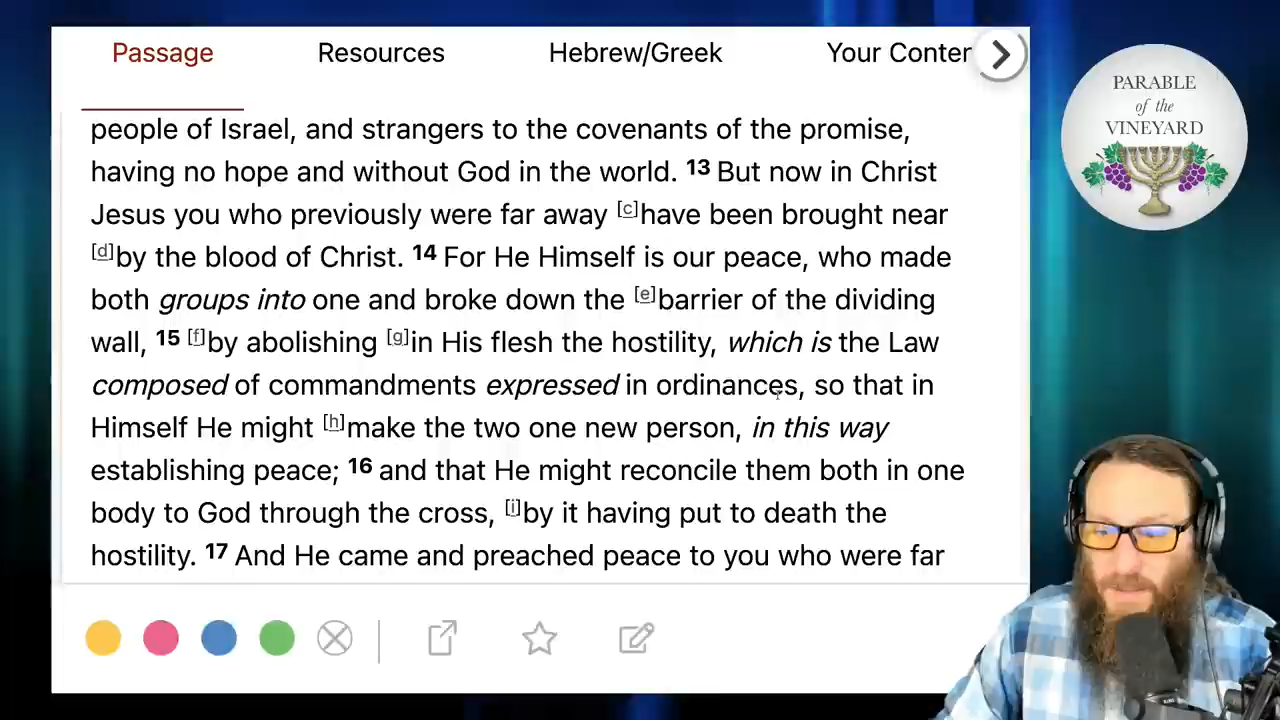 Passage
Resources
Hebrew/Greek
Your Conter
PARABLE
of the
VINEYARD
people of Israel, and strangers to the covenants of the promise,
having no hope and without God in the world. 13 But now in Christ
Jesus you who previously were far away [c]have been brought near
[d]by the blood of Christ. 14 For He Himself is our peace, who made
both groups into one and broke down the [e]barrier of the dividing
wall, 15 [f]by abolishing [g]in His flesh the hostility, which is the Law
composed of commandments expressed in ordinances, so that in
Himself He might [h]make the two one new person, in this way
establishing peace; 16 and that He might reconcile them both in one
body to God through the cross, [i]by it having put to death the
hostility. 17 And He came and preached peace to you who were far